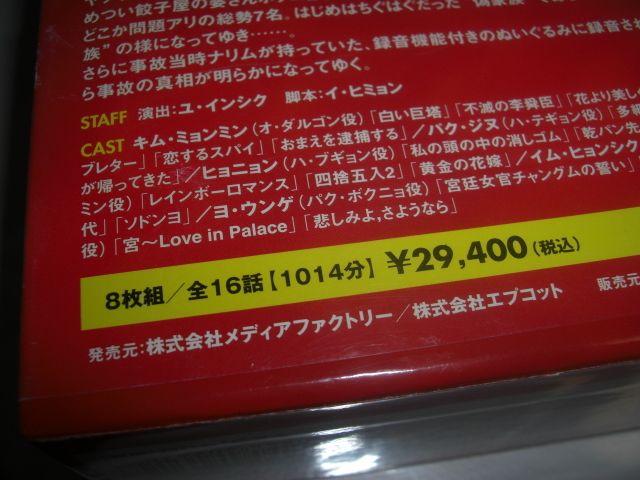 めつい餃子屋の婆さんホ
どこか問題アリの総勢7名。はじめはちぐはぐだった
族”の様になってゆき……。
さらに事故当時ナリムが持っていた、録音機能付きのぬいぐるみに録音さ
ら事故の真相が明らかになってゆく。
STAFF 演出：ユ・インシク 脚本：イ・ヒミョン
CAST キム・ミョンミン（オ・ダルゴン役）「白い巨塔」「不滅の李舜臣」「花より美し
ブレター」「恋するスパイ」「おまえを逮捕する」／パク・ジヌ（ハ・テギョン役）「多
が帰ってきた」／ヒョニョン（ハ・ブギョン役）「私の頭の中の消しゴム」「乾パン
ミン役）「レインボーロマンス」「四捨五入2」「黄金の花嫁」／イム・ヒョンシク
代」「ソドンヨ」／ヨ・ウンゲ（パク・ボクニョ役）「宮廷女官チャングムの誓い」
役）「宮～Love in Palace」「悲しみよ、さようなら」
8枚組／全16話【1014分】￥29,400（税込）
発売元：株式会社メディアファクトリー／株式会社エプコット 販売元